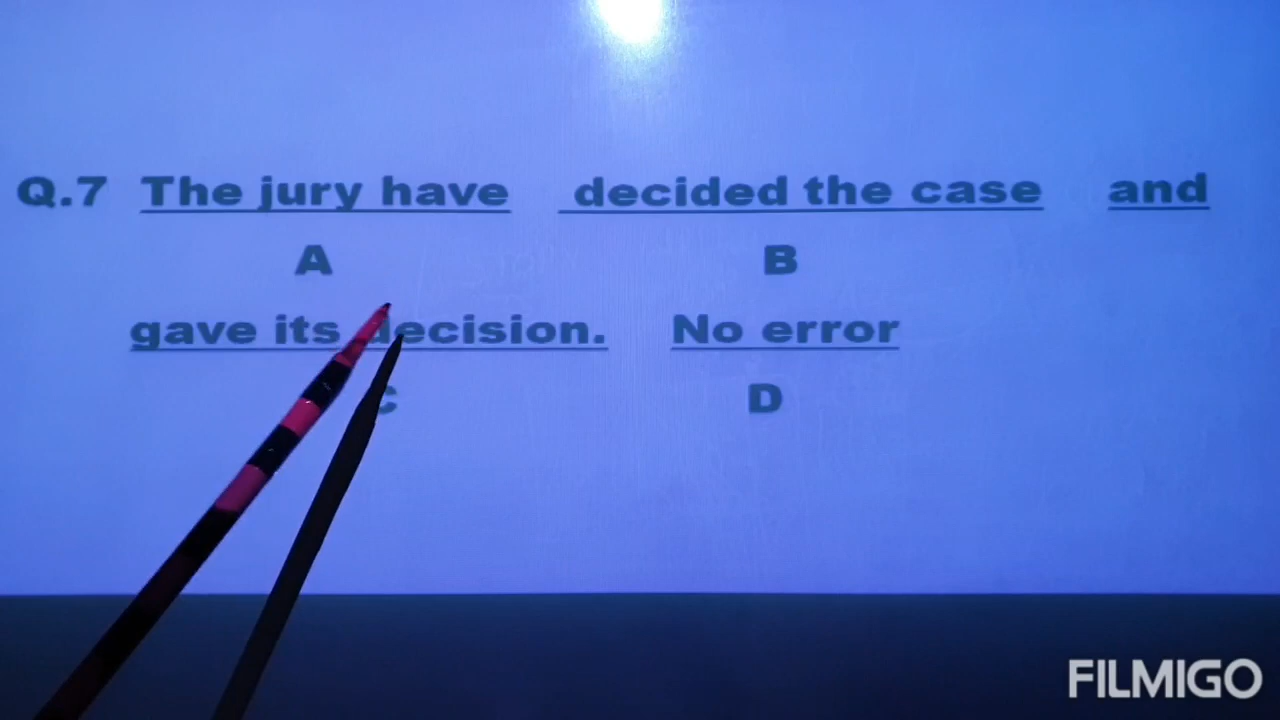 Q.7 The jury have decided the case and
A B
gave its decision. No error
C D
FILMIGO